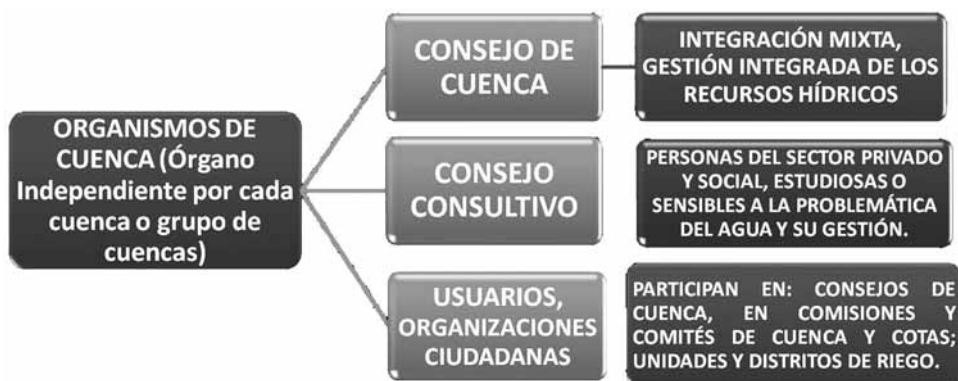 ORGANISMOS DE
CUENCA (Órgano
Independiente por cada
cuenca o grupo de
cuencas)
CONSEJO DE
CUENCA
INTEGRACIÓN MIXTA,
GESTIÓN INTEGRADA DE LOS
RECURSOS HÍDRICOS
CONSEJO
CONSULTIVO
PERSONAS DEL SECTOR PRIVADO
Y SOCIAL, ESTUDIOSAS O
SENSIBLES A LA PROBLEMÁTICA
DEL AGUA Y SU GESTIÓN.
USUARIOS,
ORGANIZACIONES
CIUDADANAS
PARTICIPAN EN: CONSEJOS DE
CUENCA, EN COMISIONES Y
COMITÉS DE CUENCA Y COTAS;
UNIDADES Y DISTRITOS DE RIEGO.